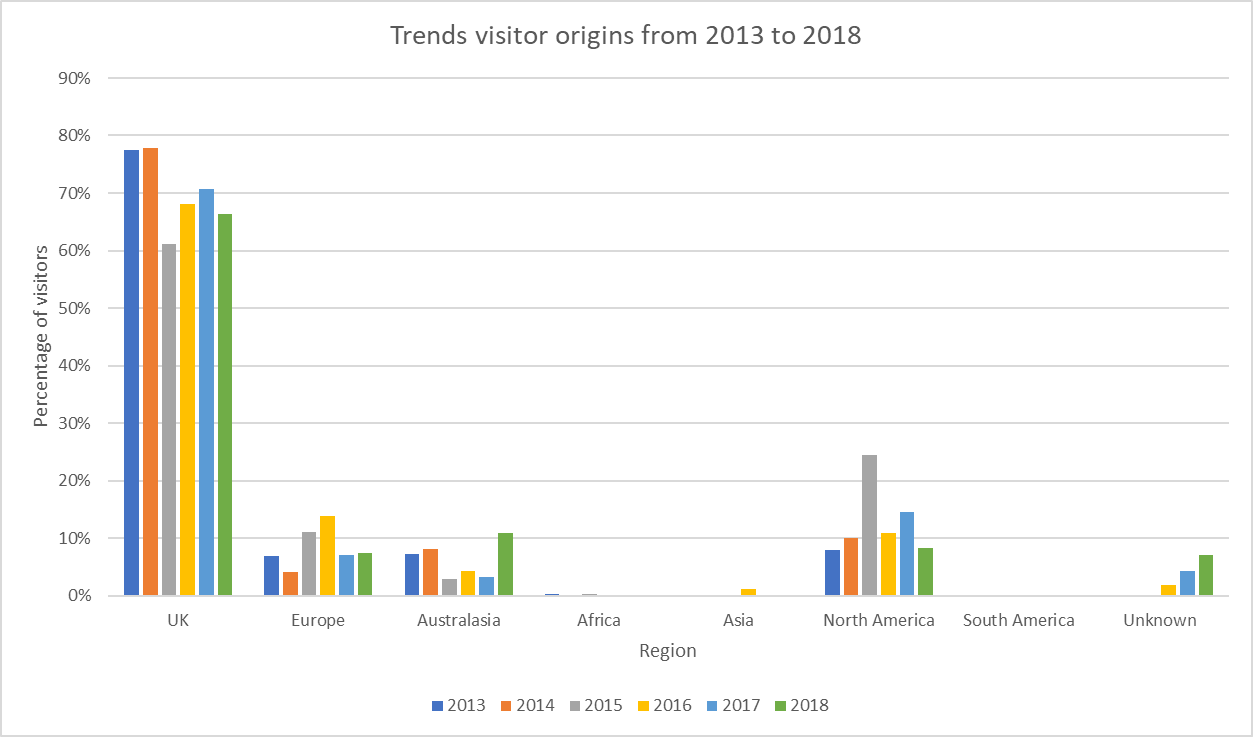 Trends visitor origins from 2013 to 2018
90%
80%
70%
60%
50%
40%
30%
20%
10%
0%
Percentage of visitors
UK Europe Australasia Africa Asia North America South America Unknown
Region
2013 2014 2015 2016 2017 2018